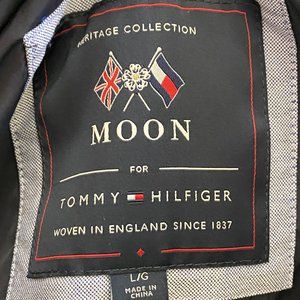 HERITAGE COLLECTION
MOON
FOR
TOMMY HILFIGER
WOVEN IN ENGLAND SINCE 1837
L/G
MADE IN
CHINA